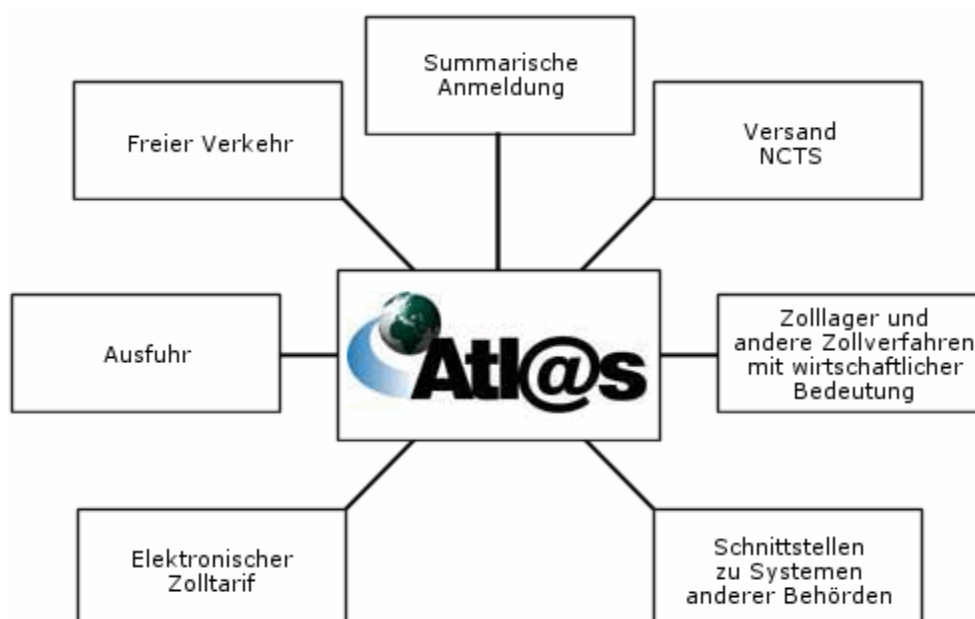 Summarische
Anmeldung
Freier Verkehr
Versand
NCTS
Ausfuhr
Atl@s
Zolllager und
andere Zollverfahren
mit wirtschaftlicher
Bedeutung
Elektronischer
Zolltarif
Schnittstellen
zu Systemen
anderer Behörden